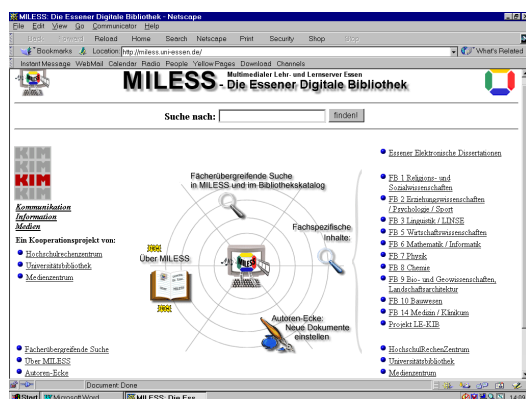 MILESS: Die Essener Digitale Bibliothek - Netscape
File Edit View Go Communicator Help
Back Forward Reload Home Search Netscape Print Security Shop Stop
Bookmarks Location: http://miless.uni-essen.de/ What's Related
Instant Message WebMail Calendar Radio People Yellow Pages Download Channels
MILESS - Multimedialer Lehr- und Lernserver Essen
Die Essener Digitale Bibliothek
Suche nach: finden!
KIM
KIM
KIM
KIM
Kommunikation
Information
Medien
Ein Kooperationsprojekt von:
Hochschulrechenzentrum
Universitätsbibliothek
Medienzentrum
Fächerübergreifende Suche
Über MILESS
Autoren-Ecke
Fächerübergreifende Suche
in MILESS und im Bibliothekskatalog
Fachspezifische
Inhalte:
Über MILESS
MILESS
Autoren-Ecke:
Neue Dokumente
einstellen
Essener Elektronische Dissertationen
FB 1 Religions- und
Sozialwissenschaften
FB 2 Erziehungswissenschaften
/ Psychologie / Sport
FB 3 Linguistik / LINSE
FB 5 Wirtschaftswissenschaften
FB 6 Mathematik / Informatik
FB 7 Physik
FB 8 Chemie
FB 9 Bio- und Geowissenschaften,
Landschaftsarchitektur
FB 10 Bauwesen
FB 14 Medizin / Klinikum
Projekt LE-KIB
HochschulRechenZentrum
Universitätsbibliothek
Medienzentrum
Document: Done
Start Microsoft Word MILESS: Die Ess... 14:09